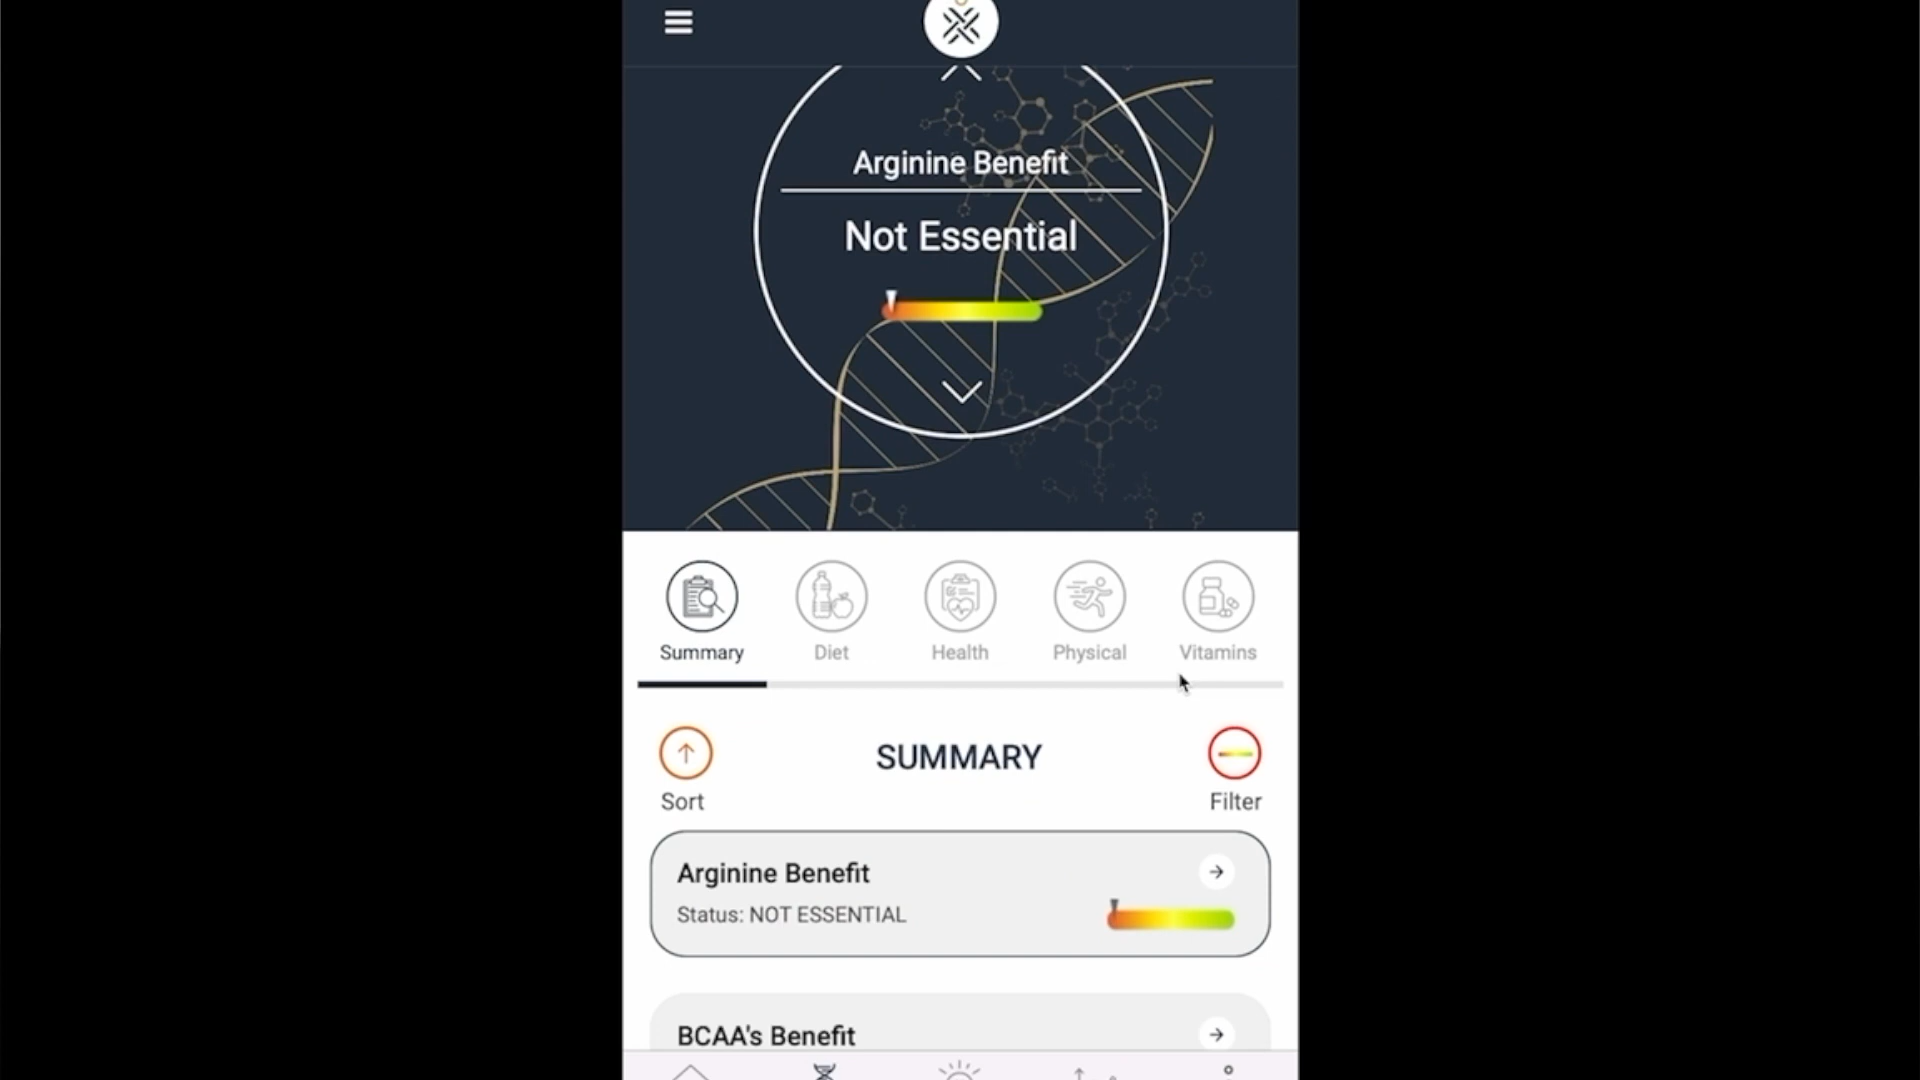 Arginine Benefit
Not Essential
Summary
Diet
Health
Physical
Vitamins
Sort
SUMMARY
Filter
Arginine Benefit
Status: NOT ESSENTIAL
BCAA's Benefit